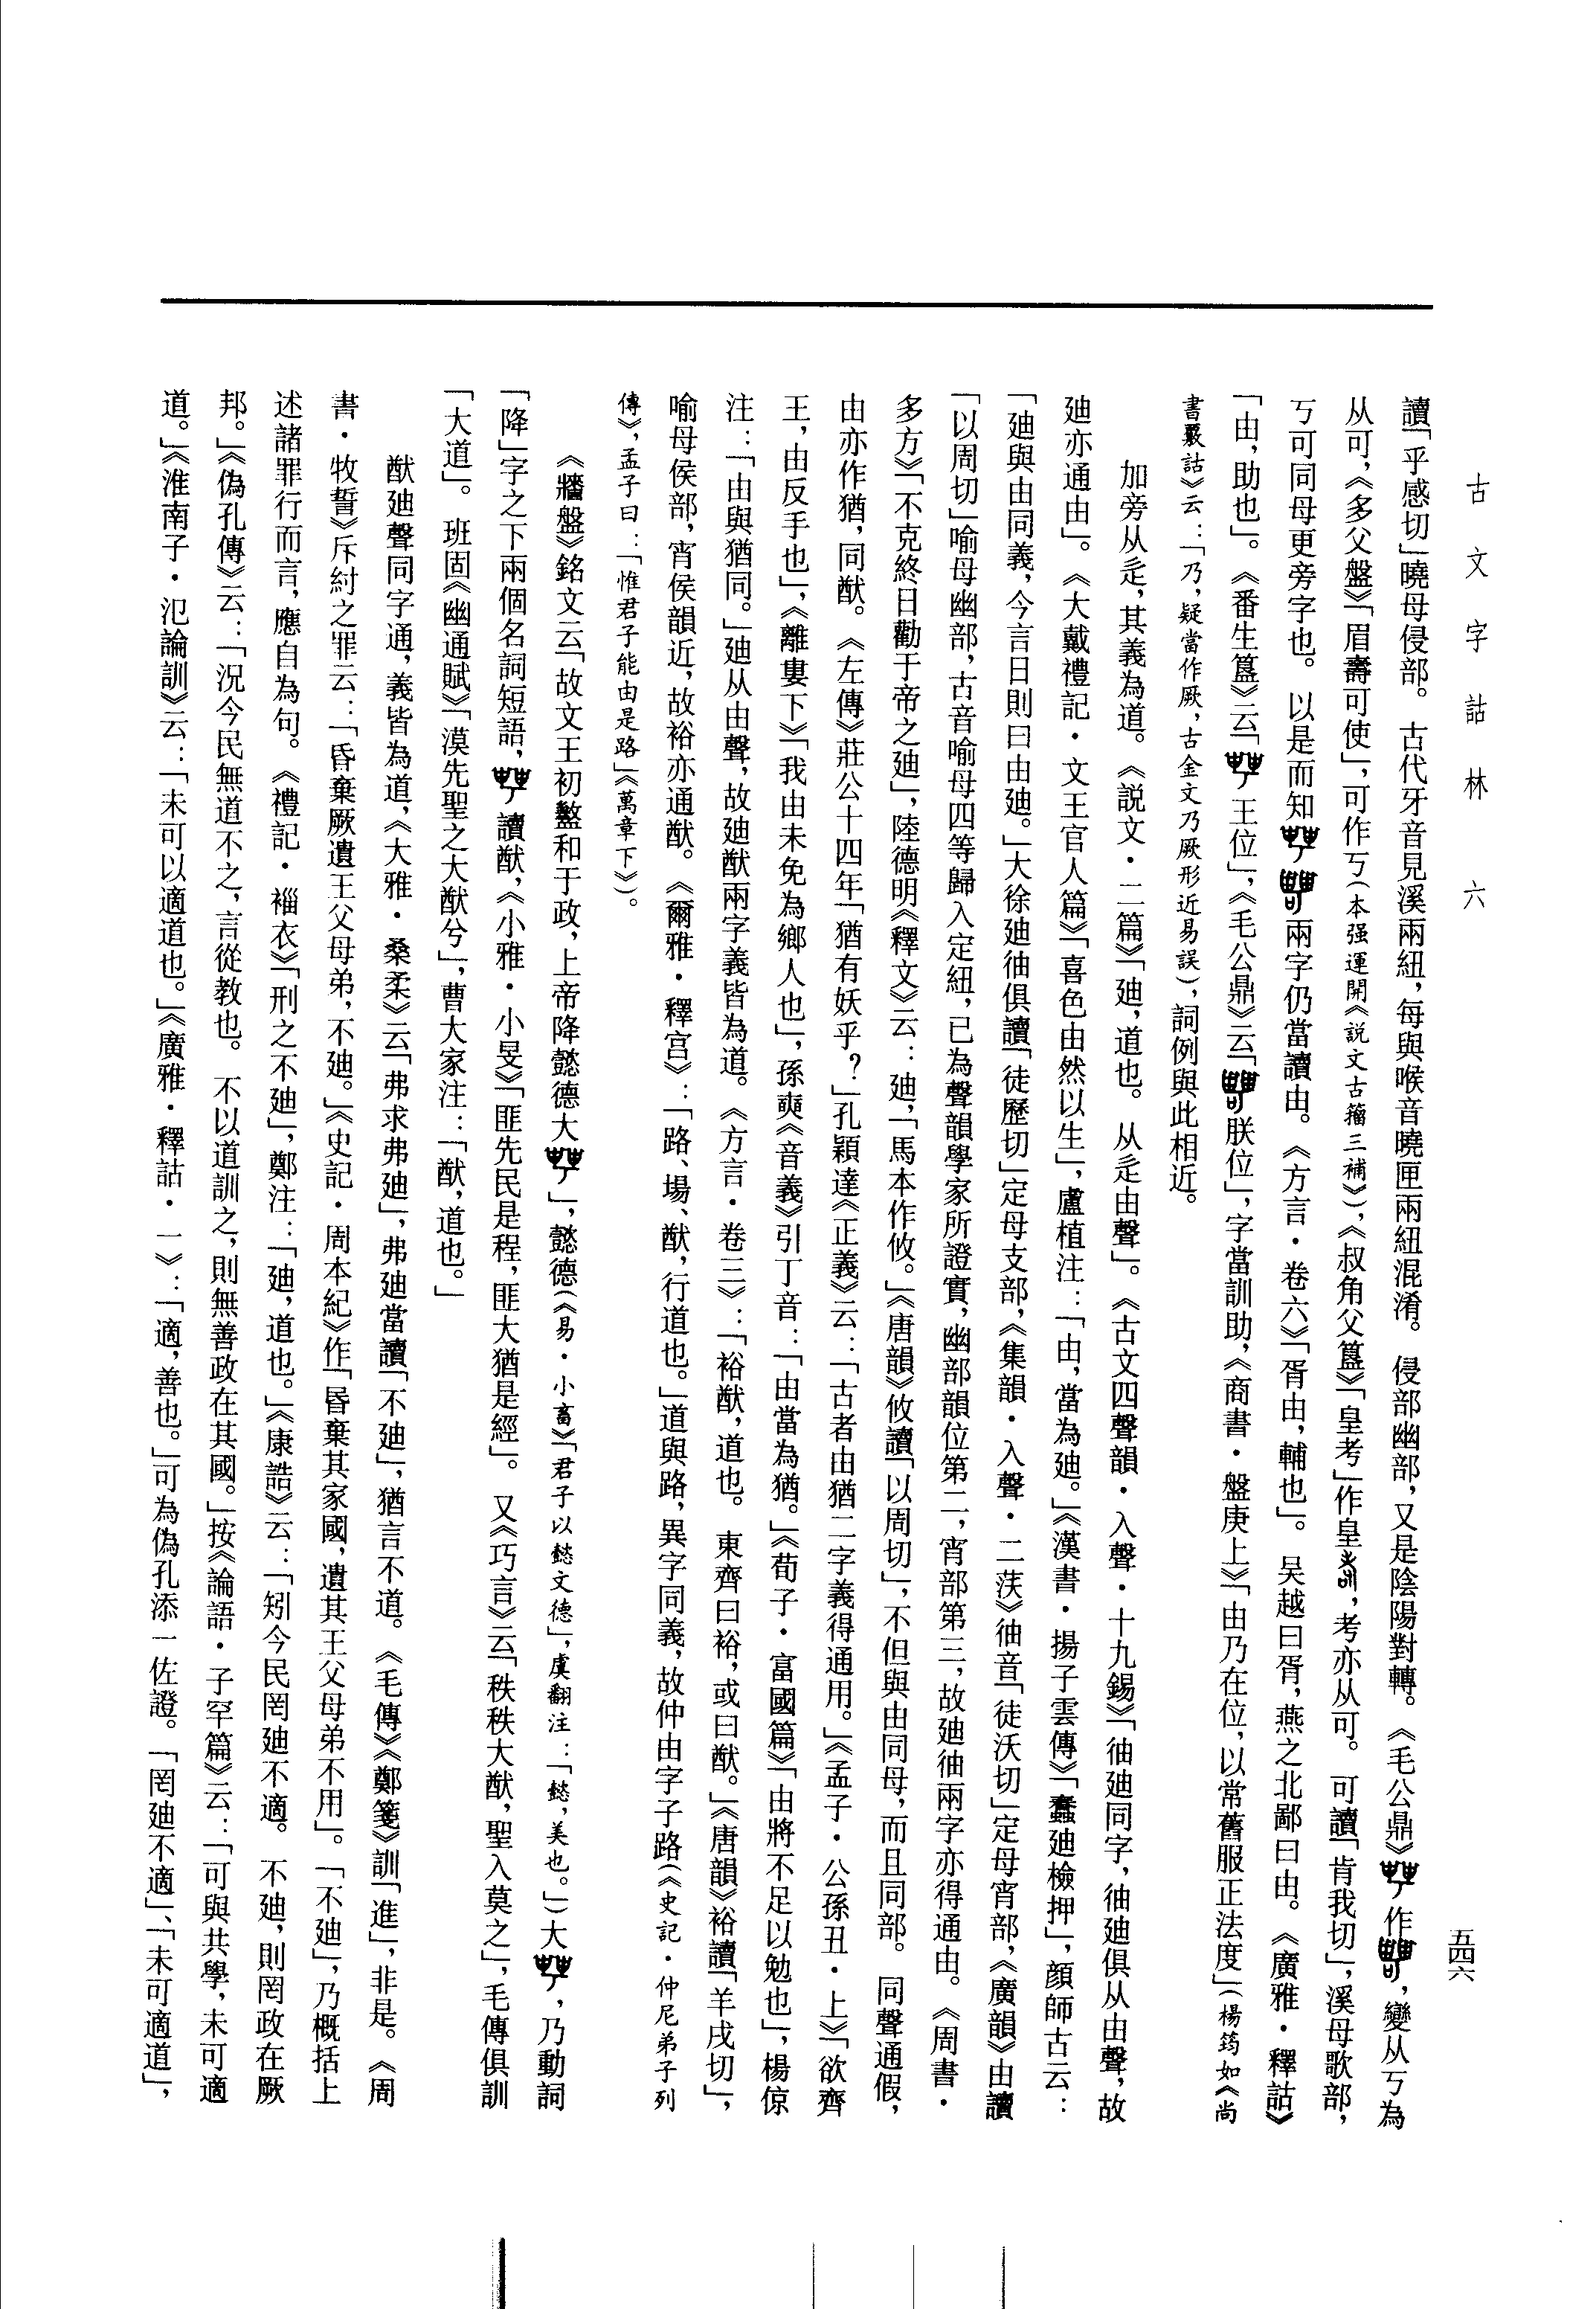 古文字詁林 六
五四六
讀「乎感切」曉母侵部。古代牙音見溪兩紐，每與喉音曉匣兩紐混淆。侵部幽部，又是陰陽對轉。《毛公鼎》作，變从丂為
从可，《多父盤》「眉壽可使」，可作丂（本强運開《説文古籀三補》），《叔角父簋》「皇考」作皇，考亦从可。可讀「肯我切」，溪母歌部，
丂可同母更旁字也。以是而知兩字仍當讀由。《方言·卷六》「胥由，輔也」。吴越曰胥，燕之北鄙曰由。《廣雅·釋詁》
「由，助也」。《番生簋》云「王位」，《毛公鼎》云「朕位」，字當訓助，《商書·盤庚上》「由乃在位，以常舊服正法度」（楊筠如《尚
書覈詁》云：「乃，疑當作厥，古金文乃厥形近易誤），詞例與此相近。
加旁从辵，其義為道。《説文·二篇》「迪，道也。从辵由聲」。《古文四聲韻·入聲·十九錫》「㣙迪同字，㣙迪俱从由聲，故
迪亦通由」。《大戴禮記·文王官人篇》「喜色由然以生」，盧植注：「由，當為迪。」《漢書·揚子雲傳》「蠢迪檢押」，顔師古云：
「迪與由同義，今言日則曰由迪。」大徐迪㣙俱讀「徒歷切」定母支部，《集韻·入聲·二茯》㣙音「徒沃切」定母宵部，《廣韻》由讀
「以周切」喻母幽部，古音喻母四等歸入定紐，已為聲韻學家所證實，幽部韻位第二，宵部第三，故迪㣙兩字亦得通由。《周書·
多方》「不克終日勸于帝之迪」，陸德明《釋文》云：迪，「馬本作攸。」《唐韻》攸讀「以周切」，不但與由同母，而且同部。同聲通假，
由亦作猶，同猷。《左傳》莊公十四年「猶有妖乎？」孔穎達《正義》云：「古者由猶二字義得通用。」《孟子·公孫丑·上》「欲齊
王，由反手也」，《離婁下》「我由未免為鄉人也」，孫奭《音義》引丁音：「由當為猶。」《荀子·富國篇》「由將不足以勉也」，楊倞
注：「由與猶同。」迪从由聲，故迪猷兩字義皆為道。《方言·卷三》：「裕猷，道也。東齊曰裕，或曰猷。」《唐韻》裕讀「羊戌切」，
喻母侯部，宵侯韻近，故裕亦通猷。《爾雅·釋宫》：「路、場、猷，行道也。」道與路，異字同義，故仲由字子路（《史記·仲尼弟子列
傳》，孟子曰：「惟君子能由是路」《萬章下》）。
《牆盤》銘文云「故文王初盭和于政，上帝降懿德大」，懿德（《易·小畜》「君子以懿文德」，虞翻注：「懿，美也。」）大，乃動詞
「降」字之下兩個名詞短語，讀猷，《小雅·小旻》「匪先民是程，匪大猶是經」。又《巧言》云「秩秩大猷，聖入莫之」，毛傳俱訓
「大道」。班固《幽通賦》「漠先聖之大猷兮」，曹大家注：「猷，道也。」
猷迪聲同字通，義皆為道，《大雅·桑柔》云「弗求弗迪」，弗迪當讀「不迪」，猶言不道。《毛傳》《鄭箋》訓「進」，非是。《周
書·牧誓》斥紂之罪云：「昏棄厥遺王父母弟，不迪。」《史記·周本紀》作「昬棄其家國，遺其王父母弟不用」。「不迪」，乃概括上
述諸罪行而言，應自為句。《禮記·緇衣》「刑之不迪」，鄭注：「迪，道也。」《康誥》云：「矧今民罔迪不適。不迪，則罔政在厥
邦。」《偽孔傳》云：「況今民無道不之，言從教也。不以道訓之，則無善政在其國。」按《論語·子罕篇》云：「可與共學，未可適
道。」《淮南子·氾論訓》云：「未可以適道也。」《廣雅·釋詁·一》：「適，善也。」可為偽孔添一佐證。「罔迪不適」、「未可適道」，